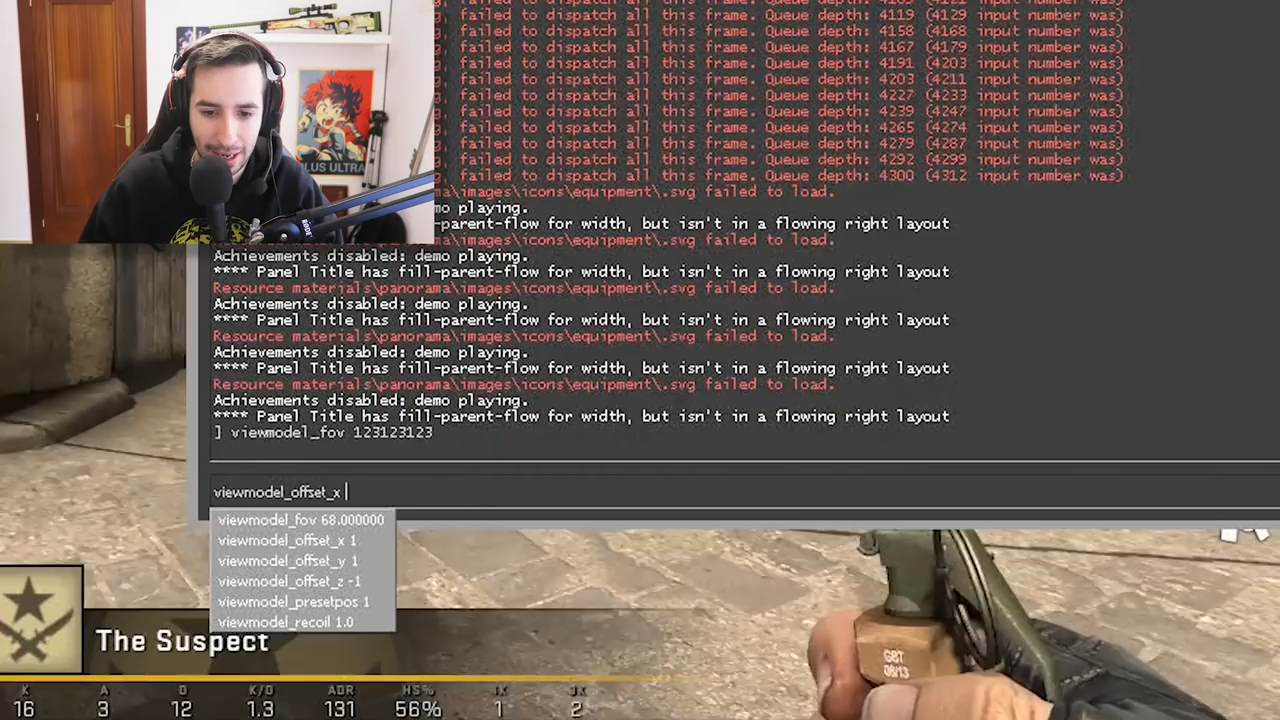 , failed to dispatch all this frame. Queue depth: 4119 (4129 input number was)
, failed to dispatch all this frame. Queue depth: 4158 (4168 input number was)
, failed to dispatch all this frame. Queue depth: 4167 (4179 input number was)
, failed to dispatch all this frame. Queue depth: 4191 (4203 input number was)
, failed to dispatch all this frame. Queue depth: 4203 (4211 input number was)
, failed to dispatch all this frame. Queue depth: 4227 (4233 input number was)
, failed to dispatch all this frame. Queue depth: 4239 (4247 input number was)
, failed to dispatch all this frame. Queue depth: 4265 (4274 input number was)
, failed to dispatch all this frame. Queue depth: 4279 (4287 input number was)
, failed to dispatch all this frame. Queue depth: 4292 (4299 input number was)
, failed to dispatch all this frame. Queue depth: 4300 (4312 input number was)
LUS ULTRA
RØDE
ma\images\icons\equipment\.svg failed to load.
mo playing.
-parent-flow for width, but isn't in a flowing right layout
ma\images\icons\equipment\.svg failed to load.
Achievements disabled: demo playing.
**** Panel Title has fill-parent-flow for width, but isn't in a flowing right layout
Resource materials\panorama\images\icons\equipment\.svg failed to load.
Achievements disabled: demo playing.
**** Panel Title has fill-parent-flow for width, but isn't in a flowing right layout
Resource materials\panorama\images\icons\equipment\.svg failed to load.
Achievements disabled: demo playing.
**** Panel Title has fill-parent-flow for width, but isn't in a flowing right layout
Resource materials\panorama\images\icons\equipment\.svg failed to load.
Achievements disabled: demo playing.
**** Panel Title has fill-parent-flow for width, but isn't in a flowing right layout
] viewmodel_fov 123123123
viewmodel_offset_x
viewmodel_fov 68.000000
viewmodel_offset_x 1
viewmodel_offset_y 1
viewmodel_offset_z -1
viewmodel_presetpos 1
viewmodel_recoil 1.0
The Suspect
K A D K/D ADR HS% 3K
16 3 12 1.3 131 56% 1 2
G8T
08/13